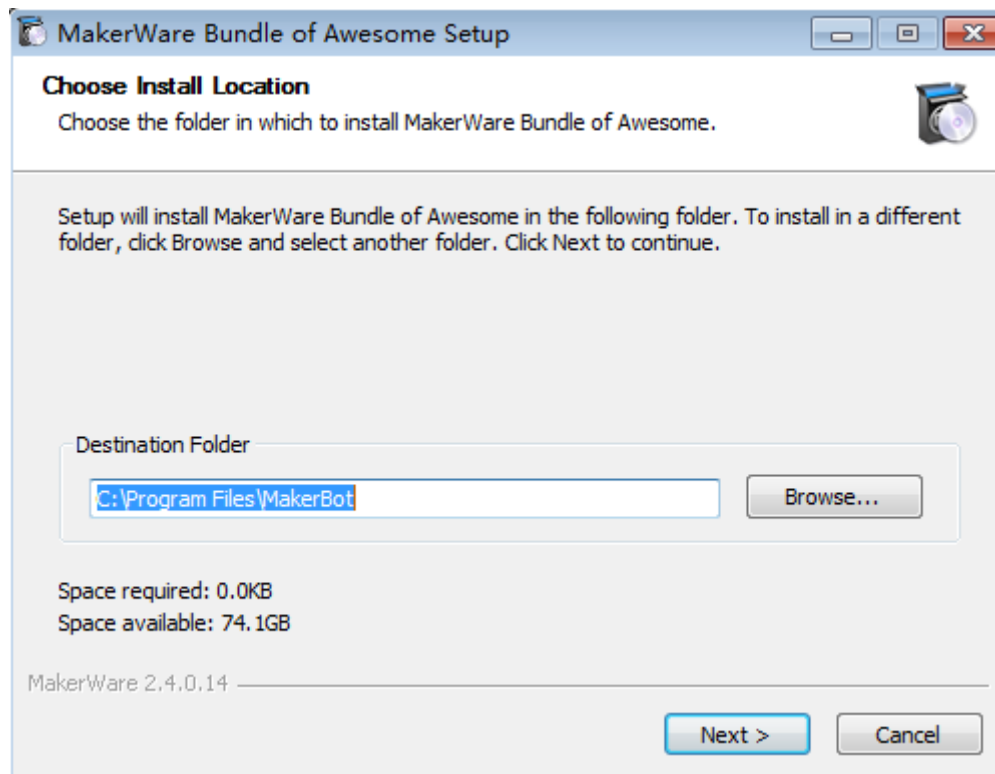 MakerWare Bundle of Awesome Setup
Choose Install Location
Choose the folder in which to install MakerWare Bundle of Awesome.
Setup will install MakerWare Bundle of Awesome in the following folder. To install in a different
folder, click Browse and select another folder. Click Next to continue.
Destination Folder
C:\Program Files\MakerBot
Browse...
Space required: 0.0KB
Space available: 74.1GB
MakerWare 2.4.0.14
Next >
Cancel